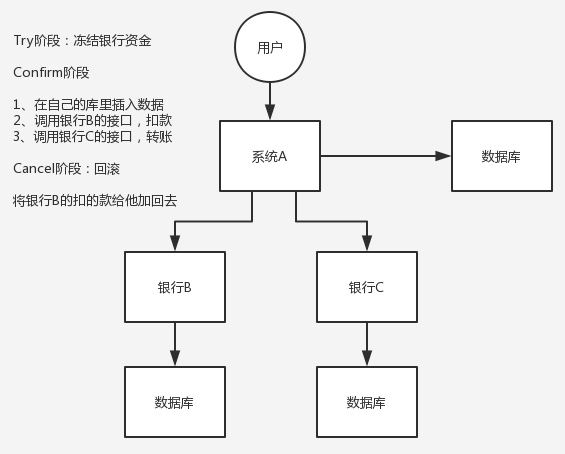 Try阶段：冻结银行资金
Confirm阶段
1、在自己的库里插入数据
2、调用银行B的接口，扣款
3、调用银行C的接口，转账
Cancel阶段：回滚
将银行B的扣的款给他加回去
用户
系统A
数据库
银行B
银行C
数据库
数据库